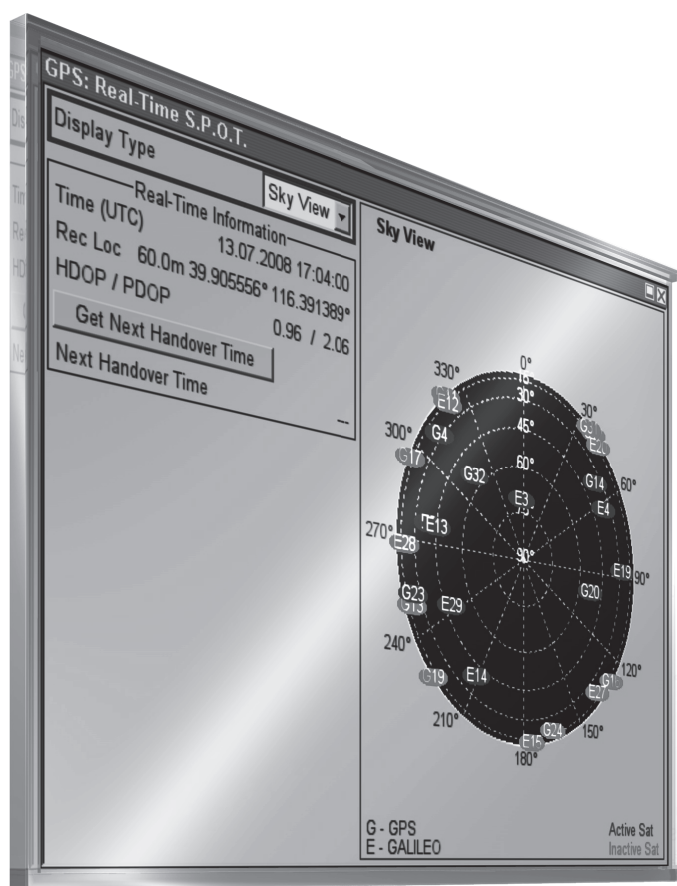 GPS: Real-Time S.P.O.T.
Display Type
Sky View
Real-Time Information
Time (UTC) 13.07.2008 17:04:00
Rec Loc 60.0m 39.905556° 116.391389°
HDOP / PDOP 0.96 / 2.06
Get Next Handover Time
Next Handover Time
---
Sky View
0°
330°
30°
30°
E12
45°
300°
G4
G17
60°
G32
G14
60°
E3
E4
E13
270°
E28
90°
E19
90°
G20
G23
G13
E29
240°
G19
E14
120°
E27
210°
G24
150°
E15
180°
G - GPS
E - GALILEO
Active Sat
Inactive Sat